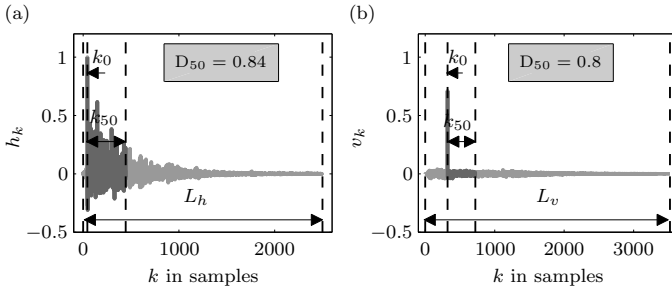 (a)
1
0.5
0
−0.5
h_k
D_50 = 0.84
k_0
k_50
L_h
0
1000
2000
k in samples
(b)
1
0.5
0
−0.5
v_k
D_50 = 0.8
k_0
k_50
L_v
0
1000
2000
3000
k in samples